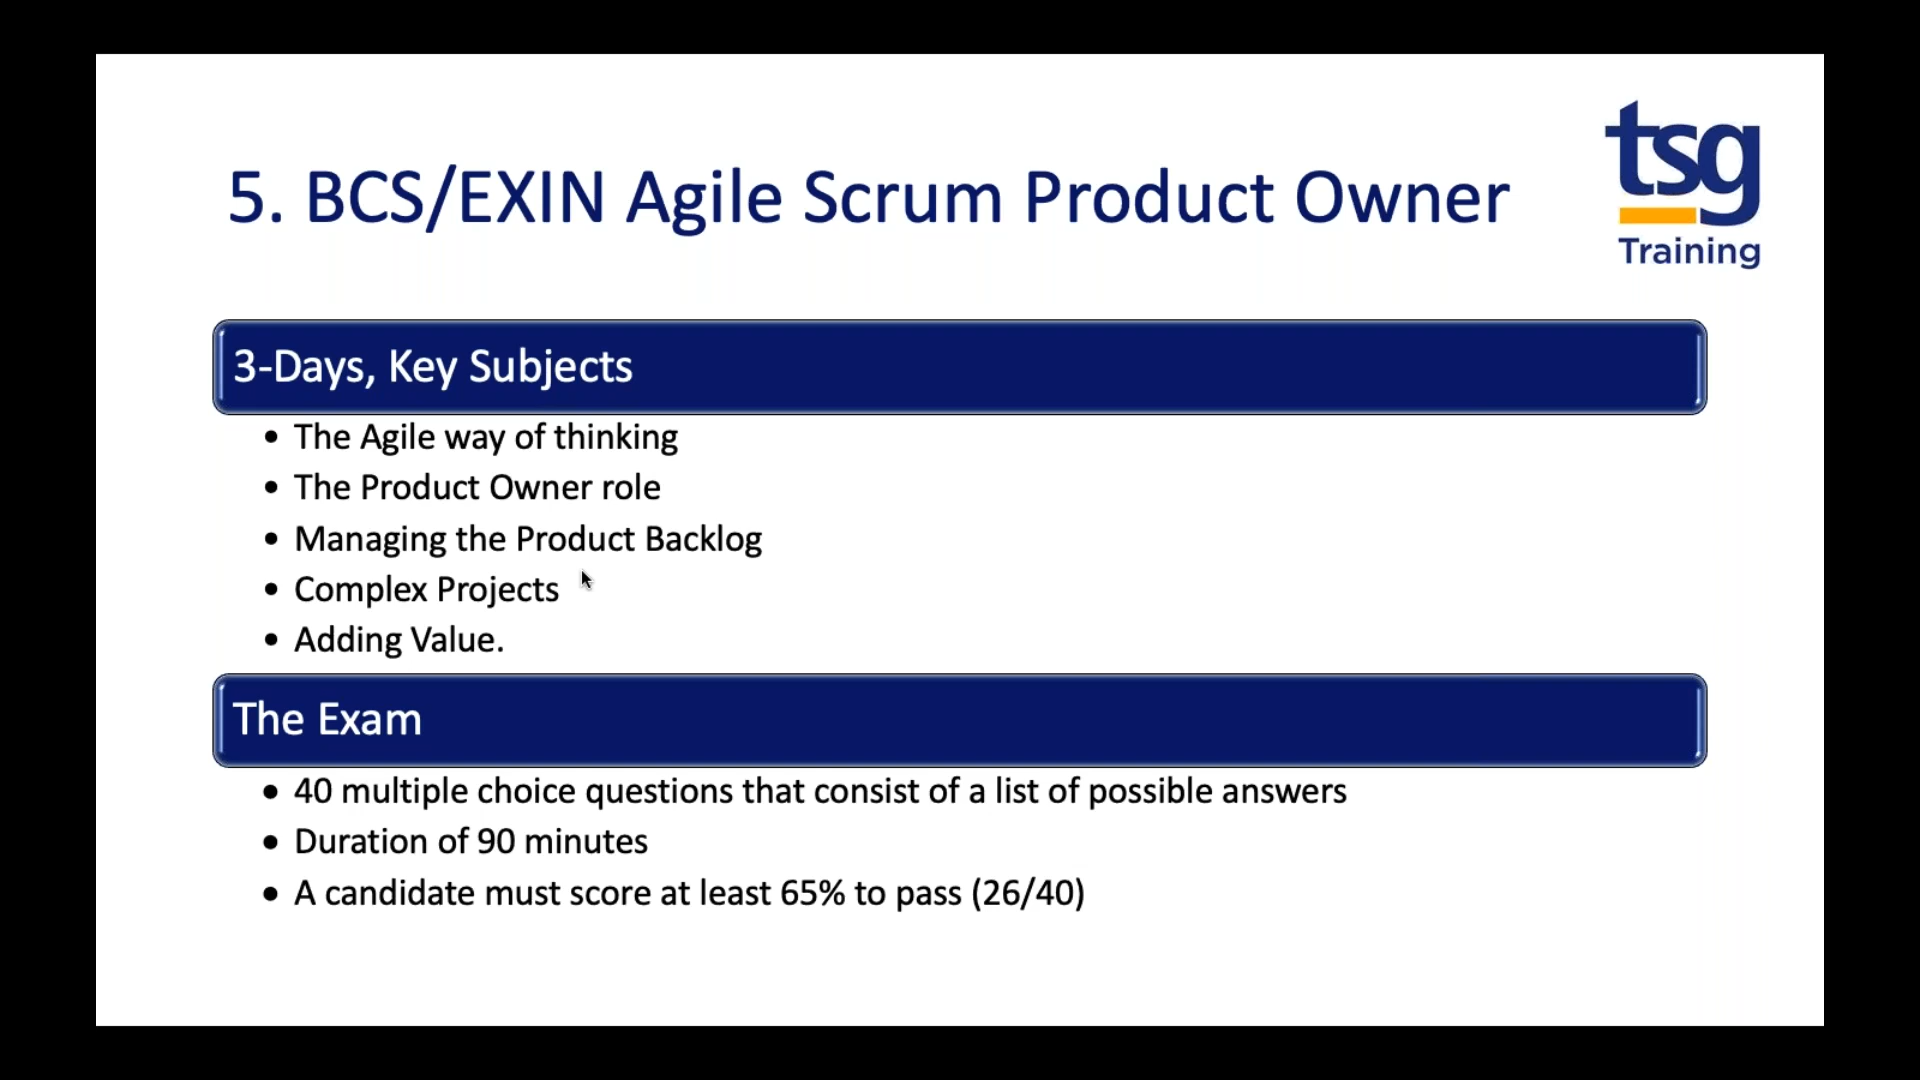 5. BCS/EXIN Agile Scrum Product Owner
tsg
Training
3-Days, Key Subjects
• The Agile way of thinking
• The Product Owner role
• Managing the Product Backlog
• Complex Projects
• Adding Value.
The Exam
• 40 multiple choice questions that consist of a list of possible answers
• Duration of 90 minutes
• A candidate must score at least 65% to pass (26/40)